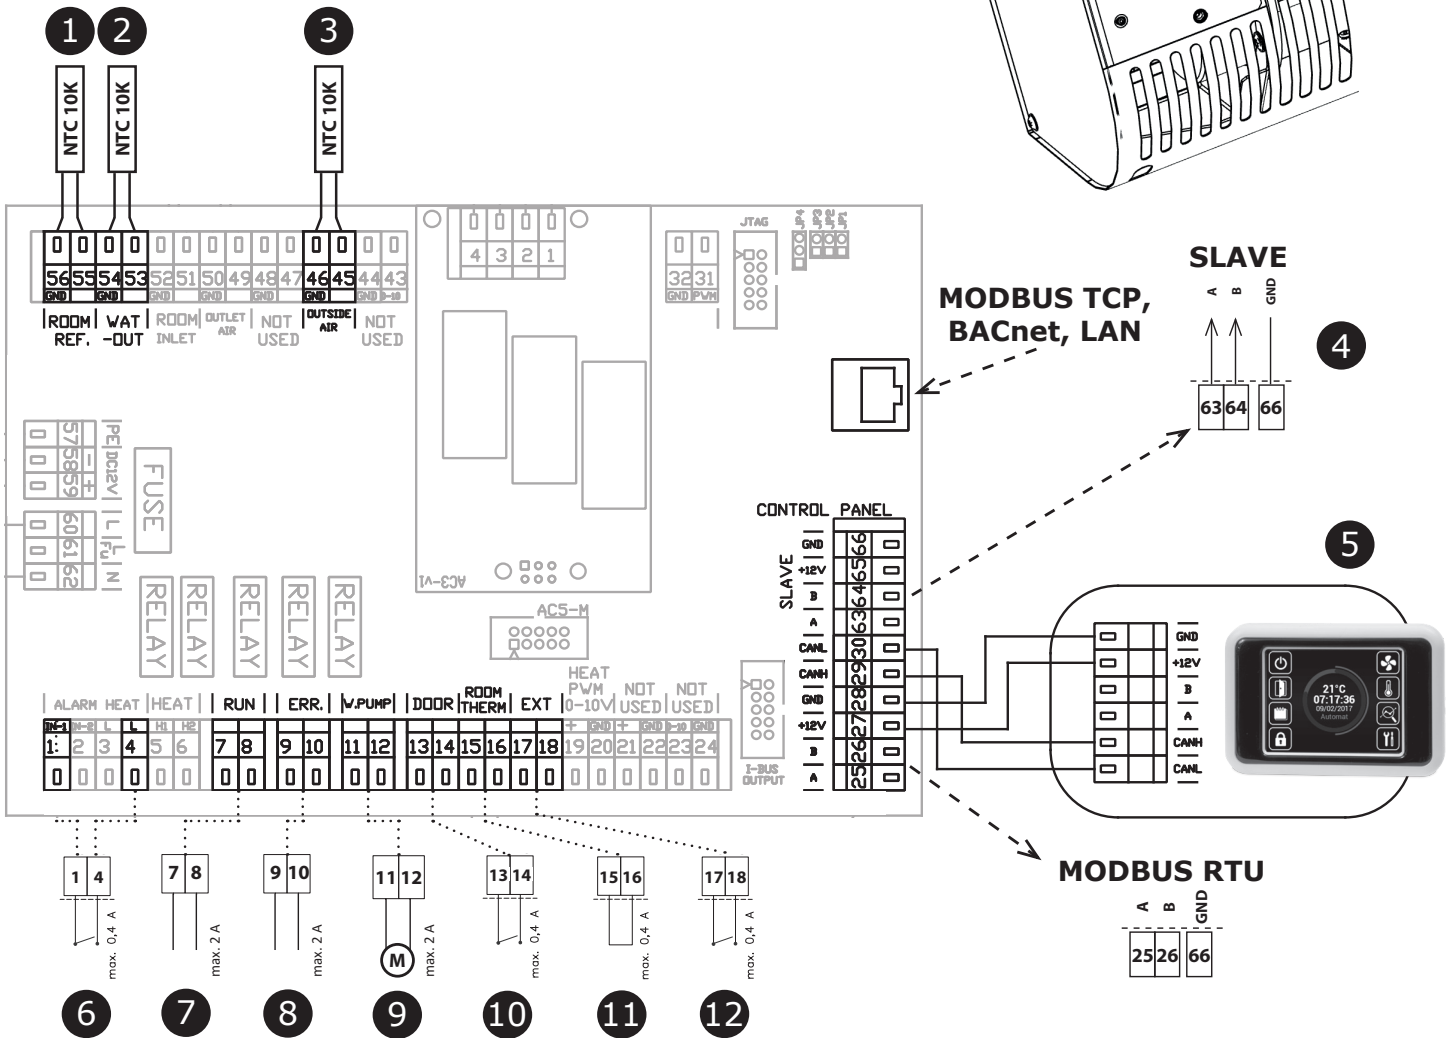 1 2 3
NTC 10K NTC 10K NTC 10K
56 55 54 53 52 51 50 49 48 47 46 45 44 43
GND GND GND GND GND GND GND 0-10
ROOM REF. WAT -OUT ROOM INLET OUTLET AIR NOT USED OUTSIDE AIR NOT USED
4 3 2 1
32 31
GND PWM
JTAG
JP4 JP3 JP2 JP1
SLAVE
A B GND
63 64 66
4
MODBUS TCP,
BACnet, LAN
57 58 59 60 61 62
PE - + DC12V L L Fu N
FUSE
RELAY RELAY RELAY RELAY RELAY
AC3-v1
AC5-M
CONTROL PANEL
SLAVE
GND 66
+12V 65
B 64
A 63
CANL 30
CANH 29
GND 28
+12V 27
B 26
A 25
I-BUS
OUTPUT
5
GND
+12V
B
A
CANH
CANL
21°C
07:17:36
09/02/2017
Automat
ALARM HEAT HEAT RUN ERR. W.PUMP DOOR ROOM THERM EXT HEAT PWM 0-10V NOT USED NOT USED
IN-1 IN-2 L L H1 H2 + GND + GND 0-10 GND
1: 2 3 4 5 6 7 8 9 10 11 12 13 14 15 16 17 18 19 20 21 22 23 24
MODBUS RTU
A B GND
25 26 66
1 4 7 8 9 10 11 12 13 14 15 16 17 18
M
max. 0,4 A max. 2 A max. 2 A max. 2 A max. 0,4 A max. 0,4 A max. 0,4 A
6 7 8 9 10 11 12